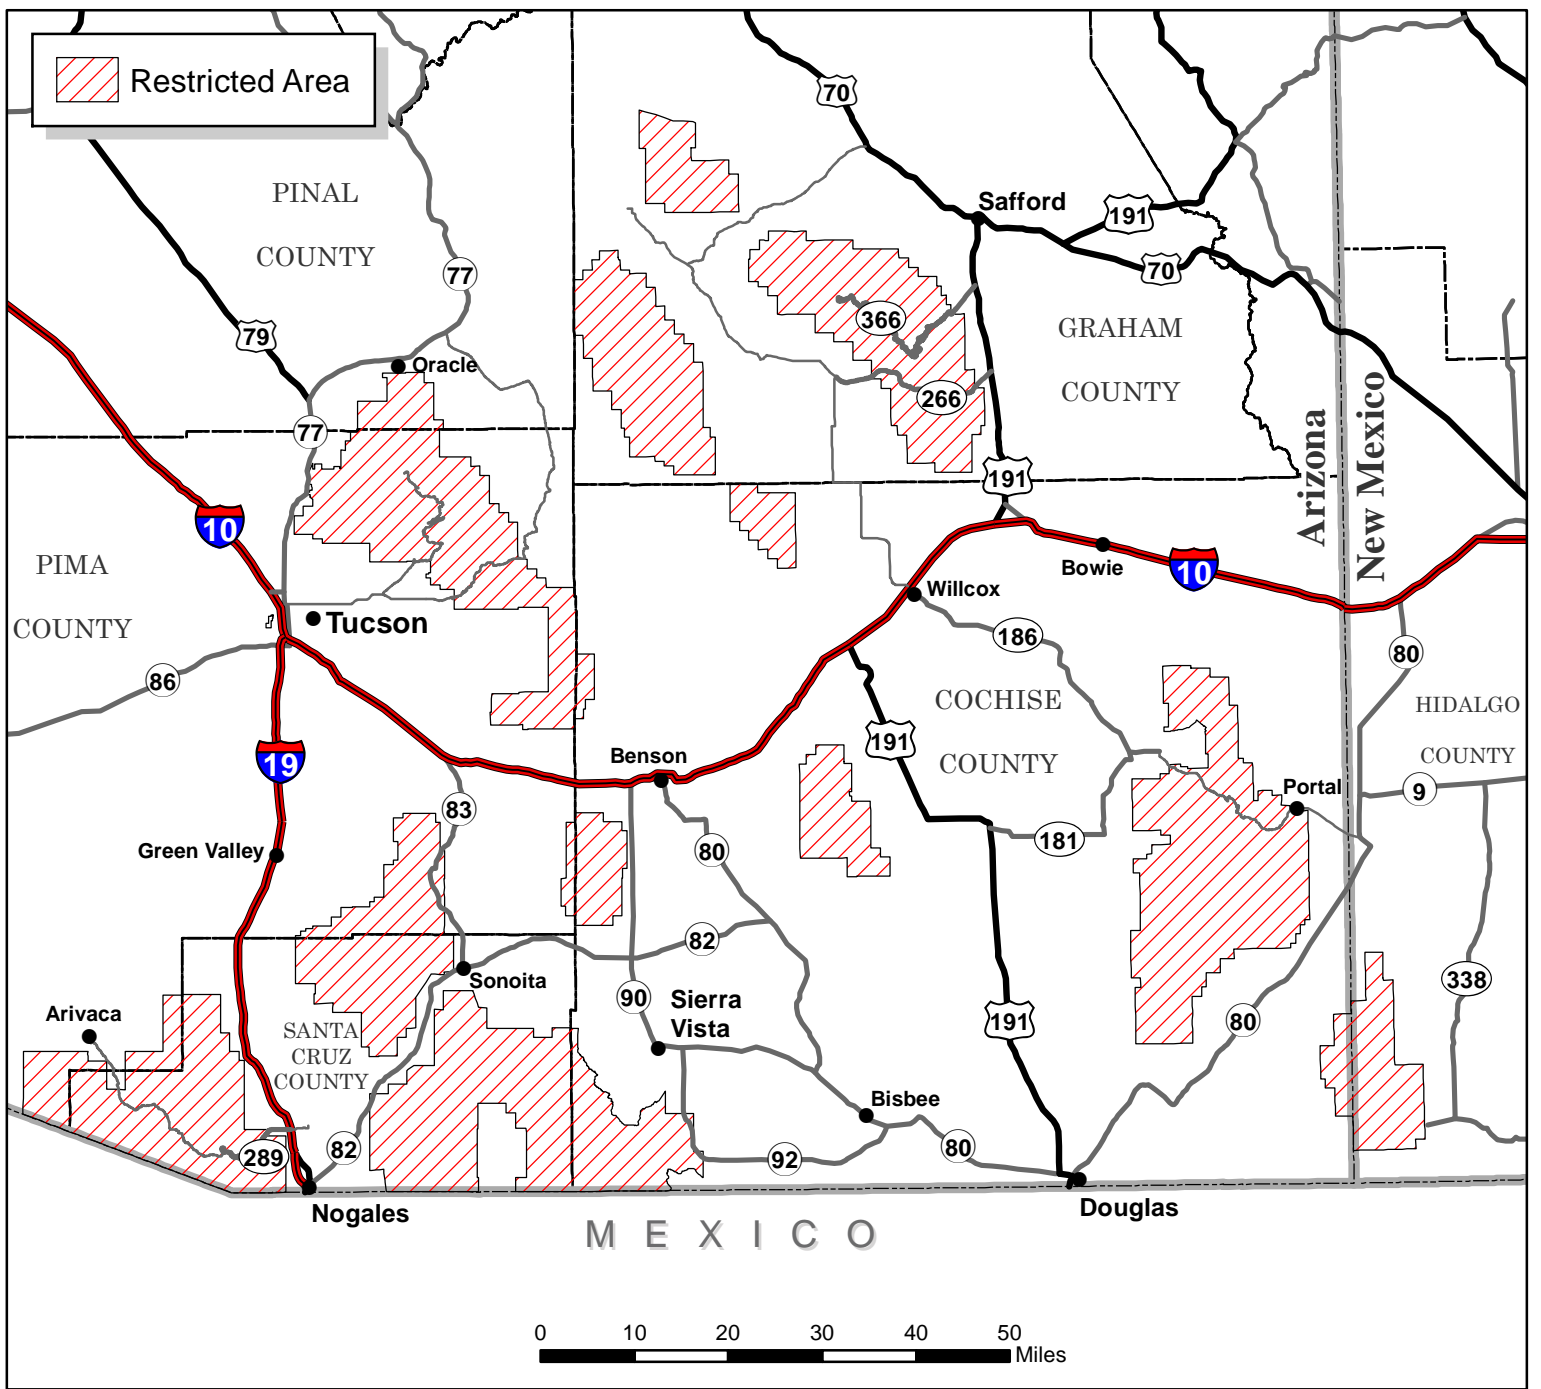 Restricted Area
70
PINAL
COUNTY
Safford
191
77
70
366
GRAHAM
COUNTY
79
Oracle
266
77
Arizona
New Mexico
191
10
PIMA
COUNTY
Bowie
10
Willcox
Tucson
186
80
86
COCHISE
COUNTY
HIDALGO
COUNTY
191
19
Benson
Portal
9
83
181
Green Valley
80
82
Sonoita
338
90
Sierra
Vista
Arivaca
SANTA
CRUZ
COUNTY
191
80
Bisbee
289
82
92
80
Nogales
Douglas
MEXICO
0 10 20 30 40 50
Miles